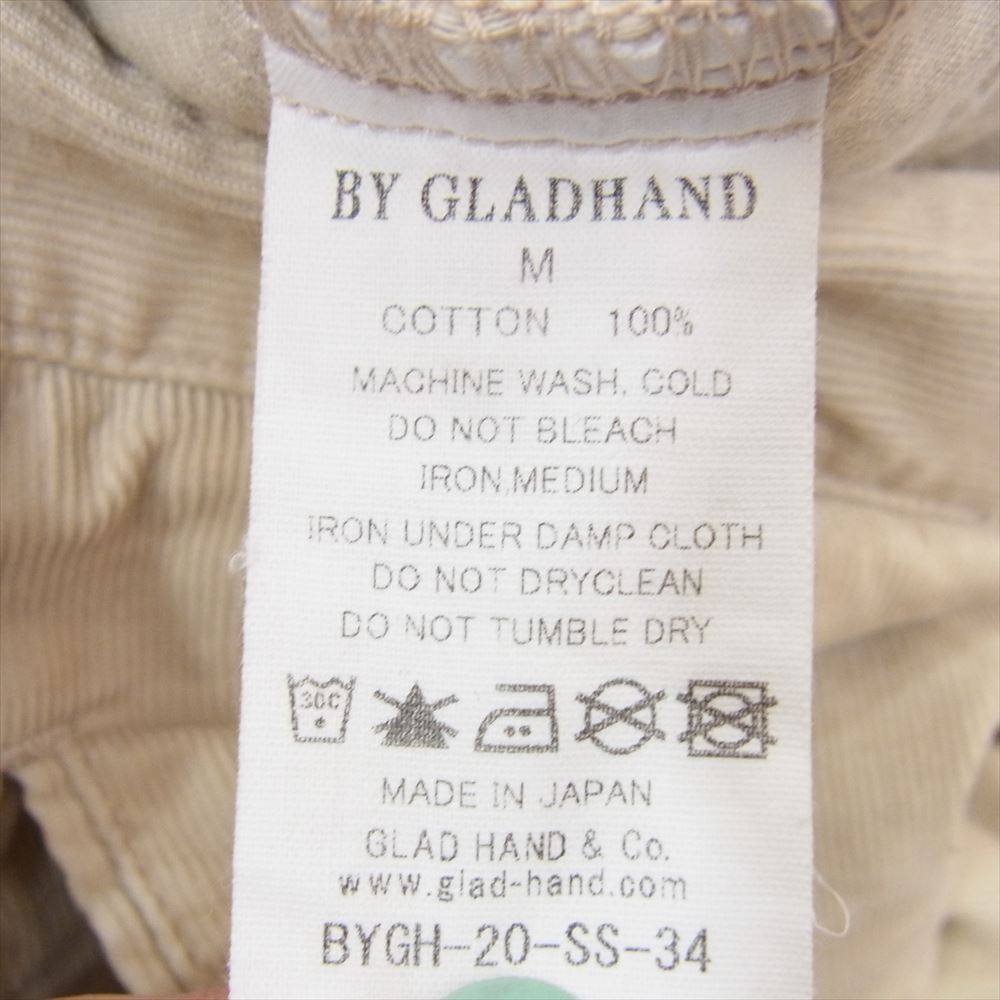 BY GLADHAND
M
COTTON 100%
MACHINE WASH, COLD
DO NOT BLEACH
IRON,MEDIUM
IRON UNDER DAMP CLOTH
DO NOT DRYCLEAN
DO NOT TUMBLE DRY
30C
MADE IN JAPAN
GLAD HAND & Co.
www.glad-hand.com
BYGH-20-SS-34